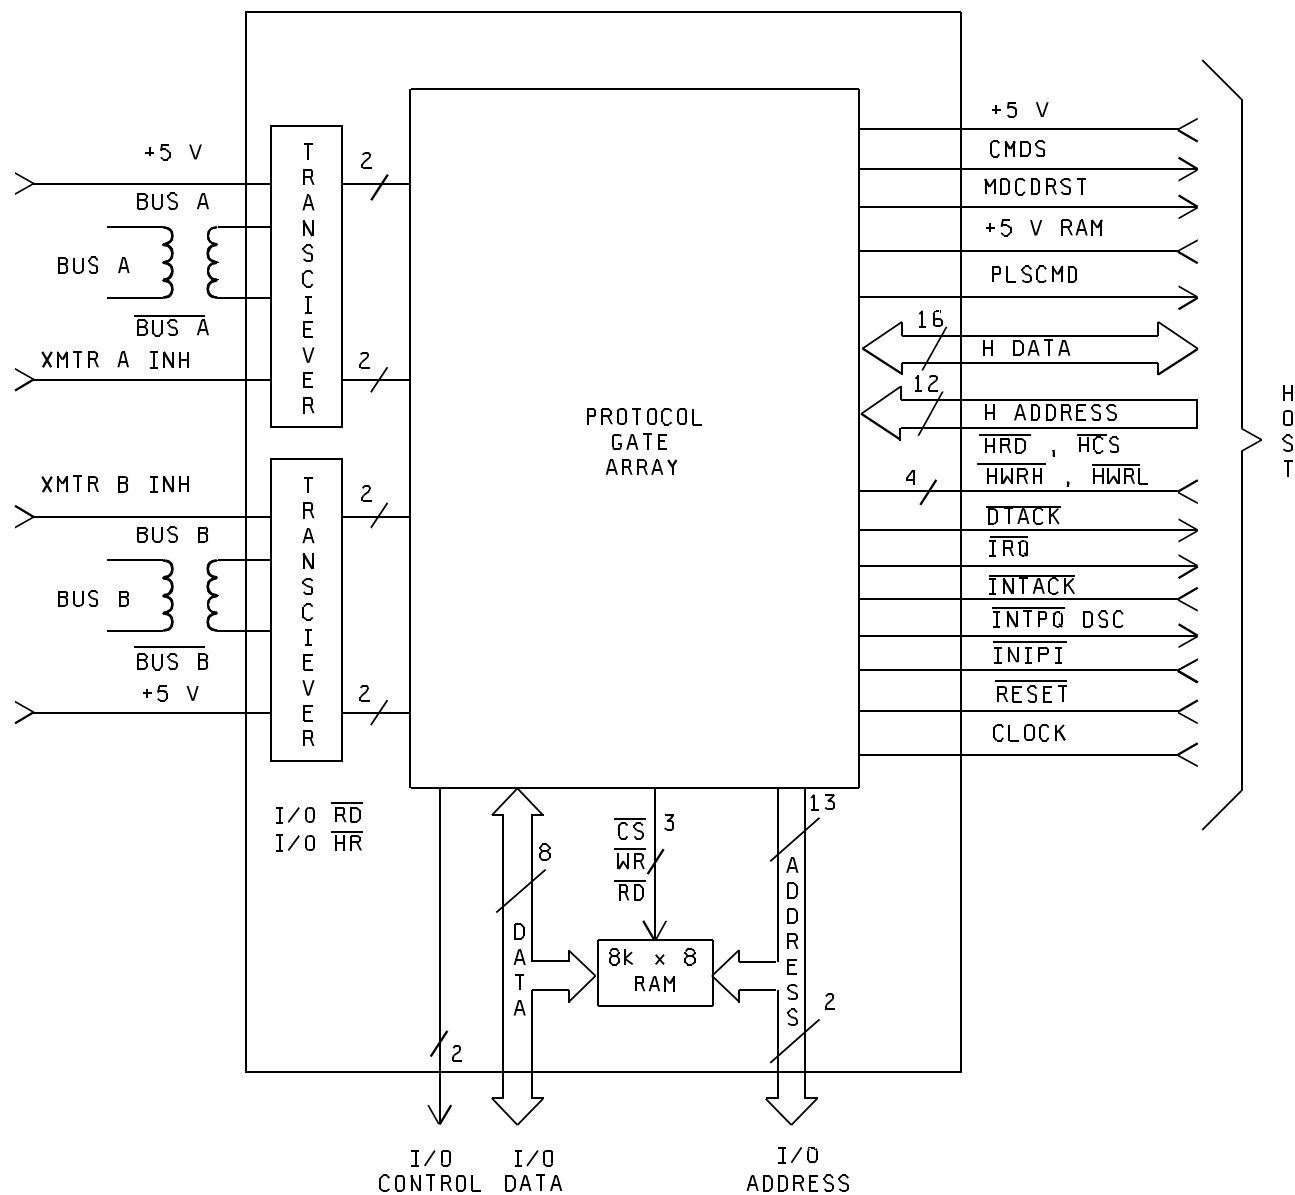 +5 V
BUS A
BUS A
BUS A
XMTR A INH
TRANSCIEVER
2
2
XMTR B INH
BUS B
BUS B
BUS B
+5 V
TRANSCIEVER
2
2
PROTOCOL
GATE
ARRAY
+5 V
CMDS
MDCDRST
+5 V RAM
PLSCMD
16
H DATA
12
H ADDRESS
HRD , HCS
4
HWRH , HWRL
DTACK
IRQ
INTACK
INTPQ DSC
INIPI
RESET
CLOCK
HOST
I/O RD
I/O HR
8
DATA
CS
WR
RD
3
8k x 8
RAM
13
ADDRESS
2
2
I/O
CONTROL
I/O
DATA
I/O
ADDRESS